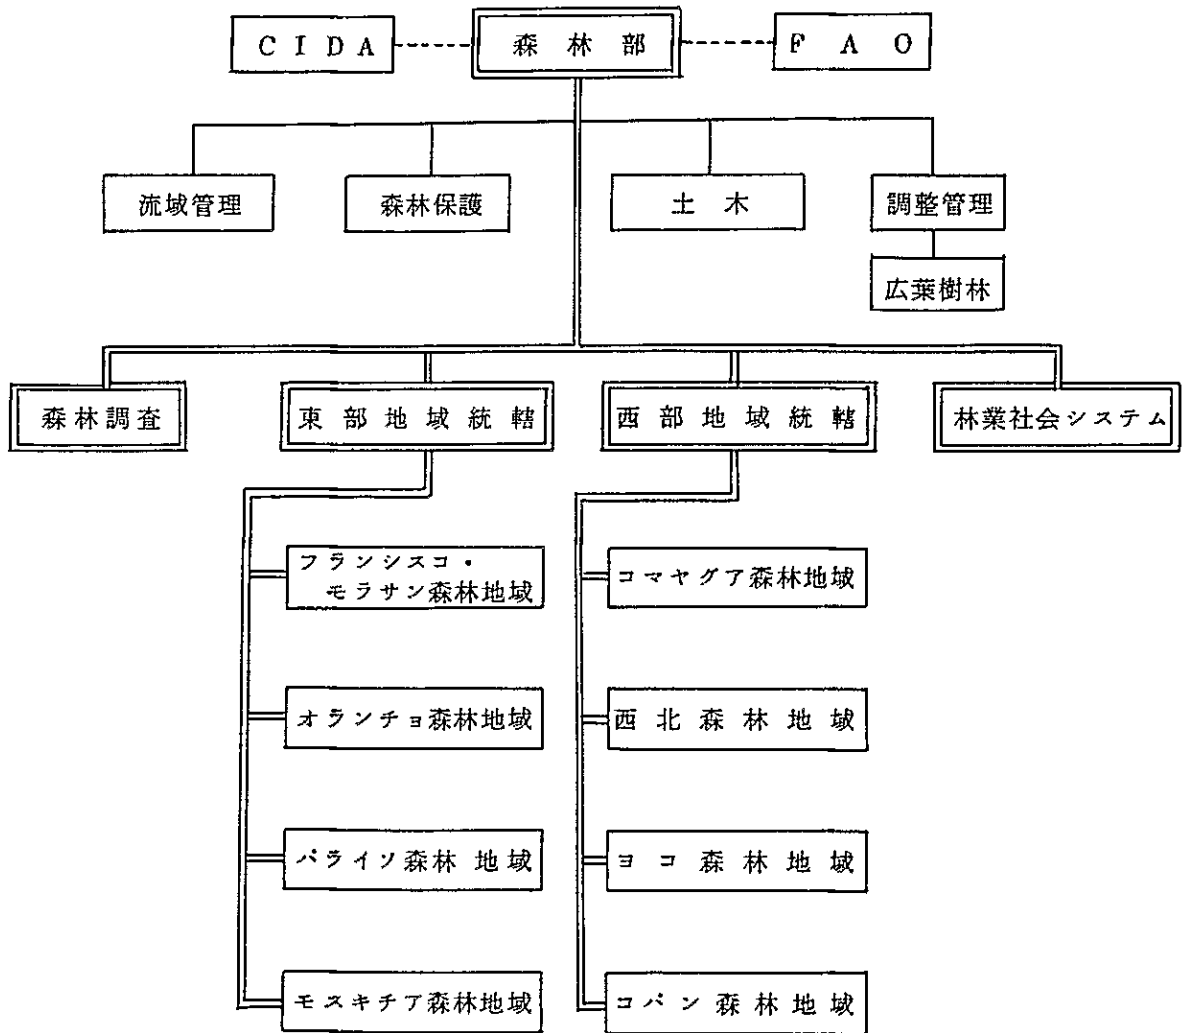 CIDA
森林部
FAO
流域管理
森林保護
土木
調整管理
広葉樹林
森林調査
東部地域統轄
西部地域統轄
林業社会システム
フランシスコ・
モラサン森林地域
コマヤグア森林地域
オランチョ森林地域
西北森林地域
パライソ森林地域
ヨコ森林地域
モスキチア森林地域
コパン森林地域